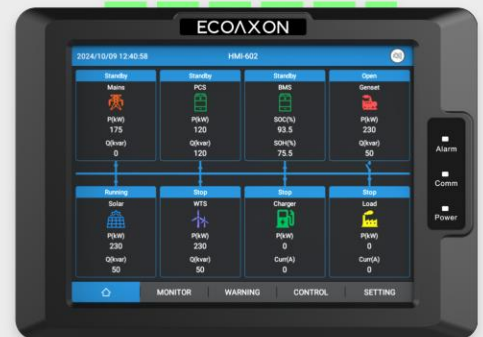 ECOAXON
2024/10/09 12:40:58 HMI-602
Standby Standby Standby Open
Mains PCS BMS Genset
P(kW) P(kW) SOC(%) P(kW)
175 120 93.5 230
Q(kvar) Q(kvar) SOH(%) Q(kvar)
0 120 75.5 50
Running Stop Stop Stop
Solar WTS Charger Load
P(kW) P(kW) P(kW) P(kW)
230 230 0 0
Q(kvar) Q(kvar) Curr(A) Curr(A)
50 50 0 0
MONITOR WARNING CONTROL SETTING
Alarm
Comm
Power